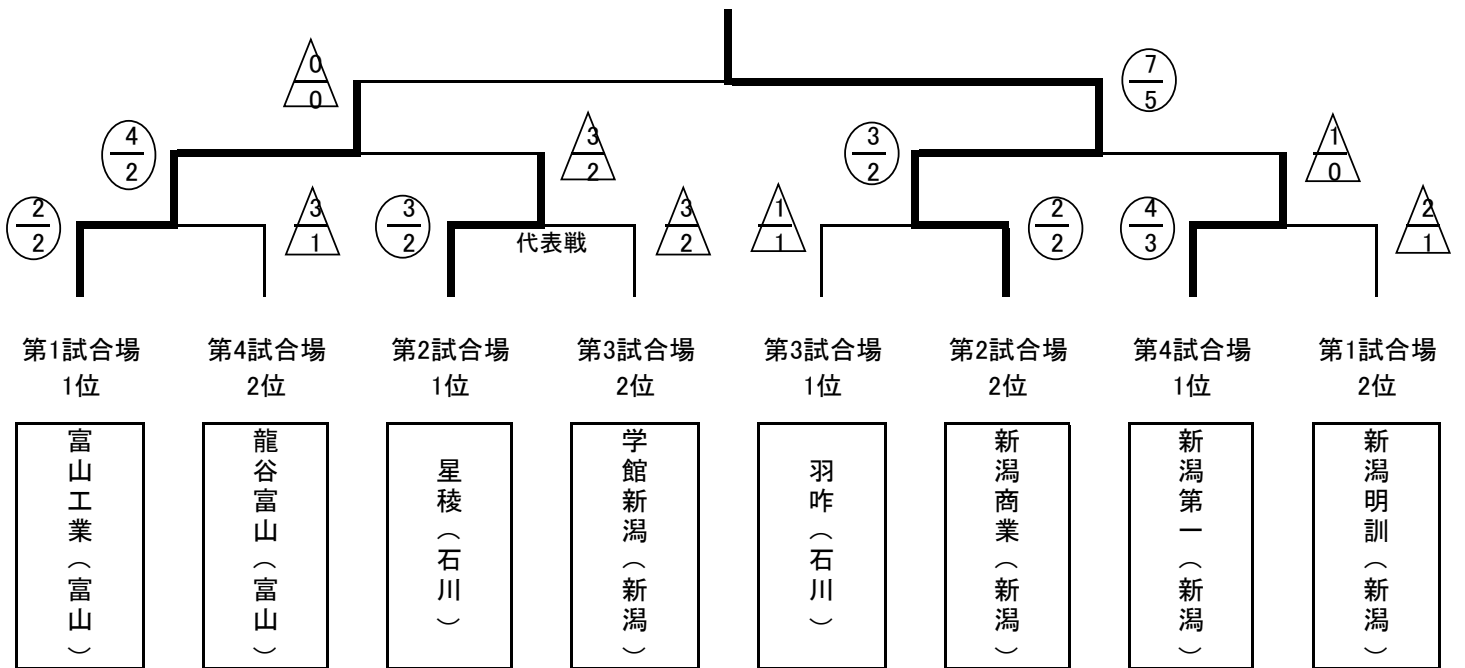 0
0
7
5
4
2
3
2
3
2
1
0
2
2
3
1
3
2
代表戦
3
2
1
1
2
2
4
3
2
1
第1試合場
1位
第4試合場
2位
第2試合場
1位
第3試合場
2位
第3試合場
1位
第2試合場
2位
第4試合場
1位
第1試合場
2位
富山工業（富山）
龍谷富山（富山）
星稜（石川）
学館新潟（新潟）
羽咋（石川）
新潟商業（新潟）
新潟第一（新潟）
新潟明訓（新潟）